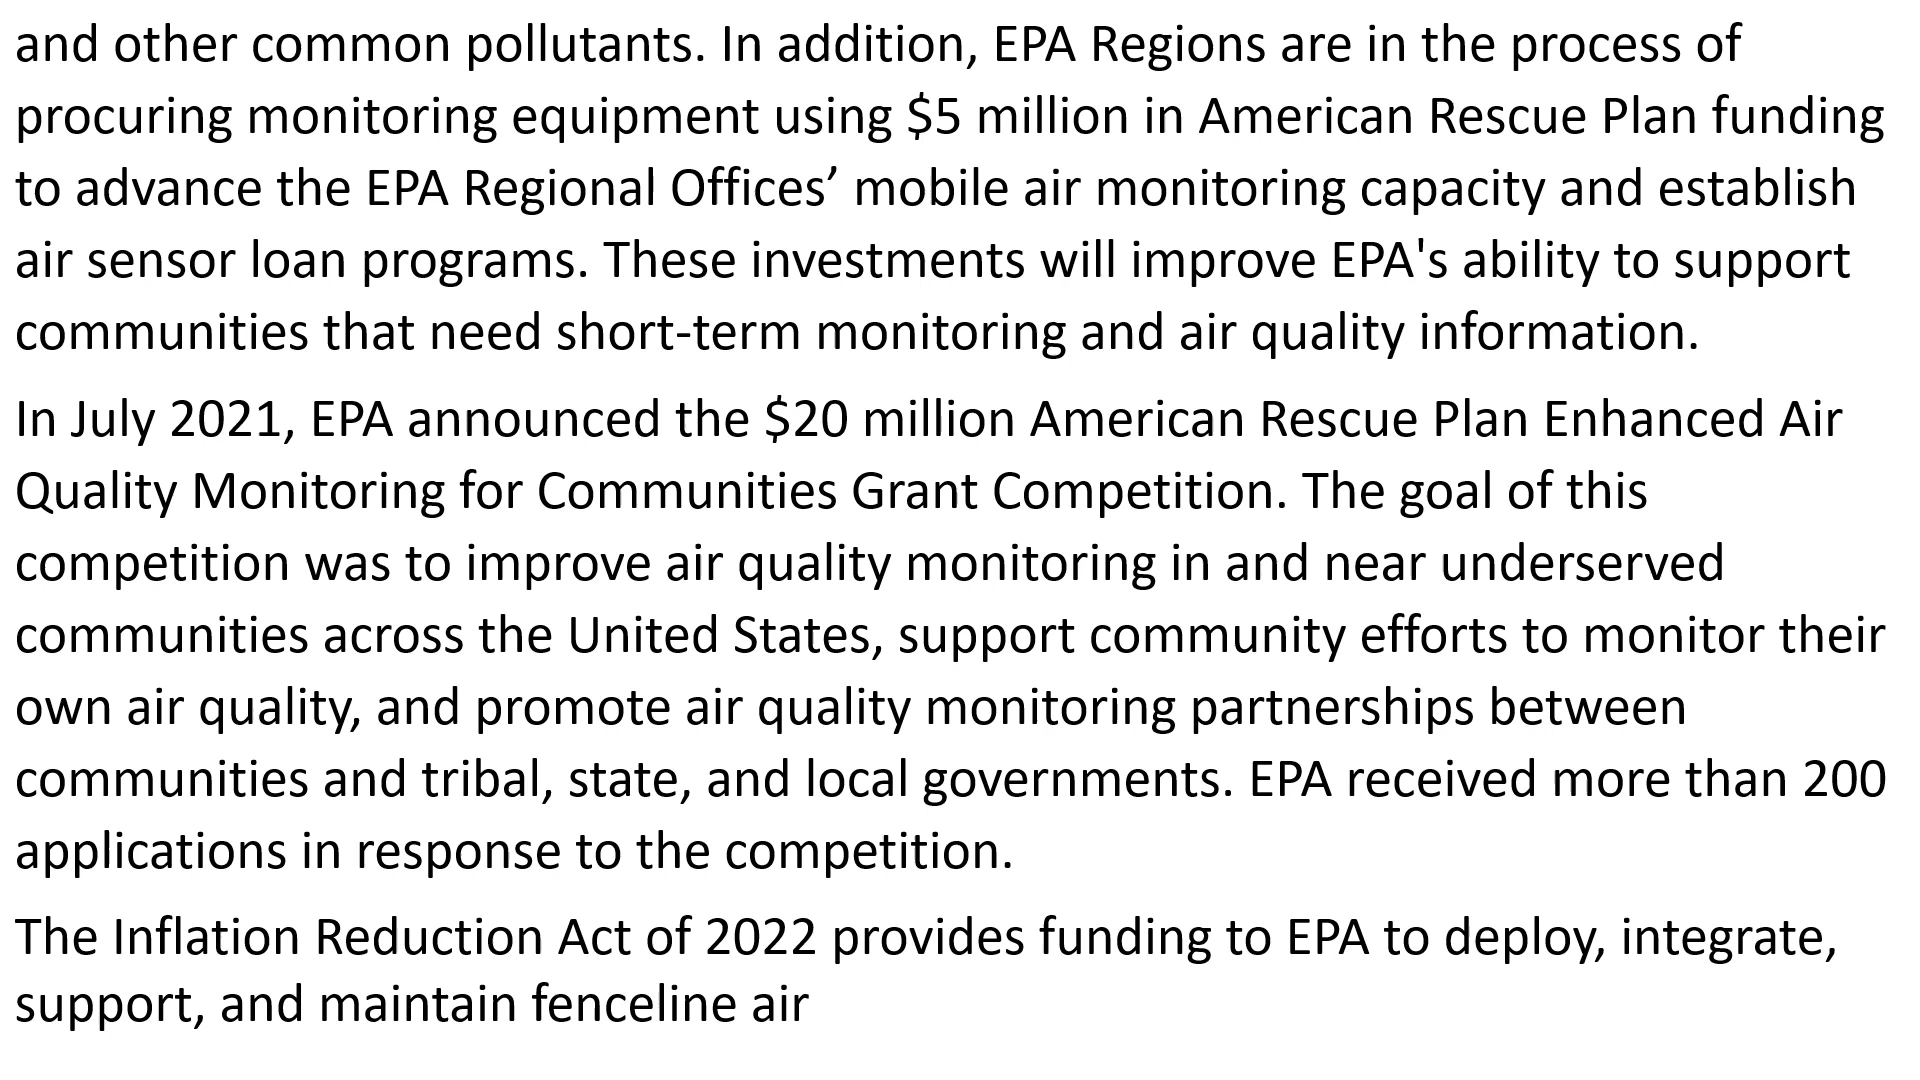 and other common pollutants. In addition, EPA Regions are in the process of
procuring monitoring equipment using $5 million in American Rescue Plan funding
to advance the EPA Regional Offices’ mobile air monitoring capacity and establish
air sensor loan programs. These investments will improve EPA's ability to support
communities that need short-term monitoring and air quality information.
In July 2021, EPA announced the $20 million American Rescue Plan Enhanced Air
Quality Monitoring for Communities Grant Competition. The goal of this
competition was to improve air quality monitoring in and near underserved
communities across the United States, support community efforts to monitor their
own air quality, and promote air quality monitoring partnerships between
communities and tribal, state, and local governments. EPA received more than 200
applications in response to the competition.
The Inflation Reduction Act of 2022 provides funding to EPA to deploy, integrate,
support, and maintain fenceline air